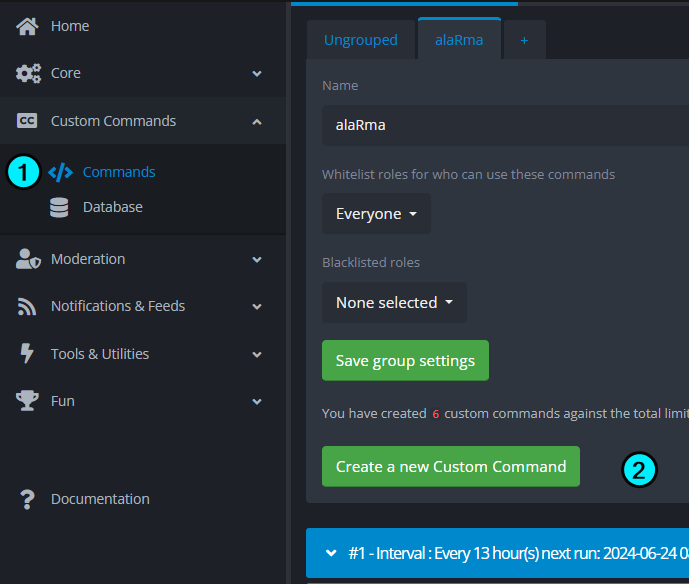 Home
Core
CC Custom Commands
1 </> Commands
Database
Moderation
Notifications & Feeds
Tools & Utilities
Fun
? Documentation
Ungrouped alaRma +
Name
alaRma
Whitelist roles for who can use these commands
Everyone
Blacklisted roles
None selected
Save group settings
You have created 6 custom commands against the total limit
Create a new Custom Command 2
#1 - Interval : Every 13 hour(s) next run: 2024-06-24